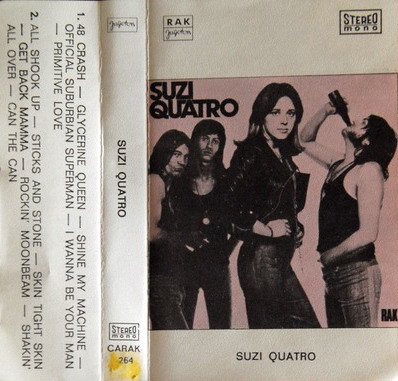 1. 48 CRASH — GLYCERINE QUEEN — SHINE MY MACHINE —
OFFICIAL SUBURBIAN SUPERMAN — I WANNA BE YOUR MAN
— PRIMITIVE LOVE
2. ALL SHOOK UP — STICKS AND STONE — SKIN TIGHT SKIN
— GET BACK MAMMA — ROCKIN' MOONBEAM — SHAKIN'
ALL OVER — CAN THE CAN
jugoton
SUZI QUATRO
STEREO
mono
CARAK
264
RAK
jugoton
STEREO
mono
SUZI
QUATRO
RAK
SUZI QUATRO